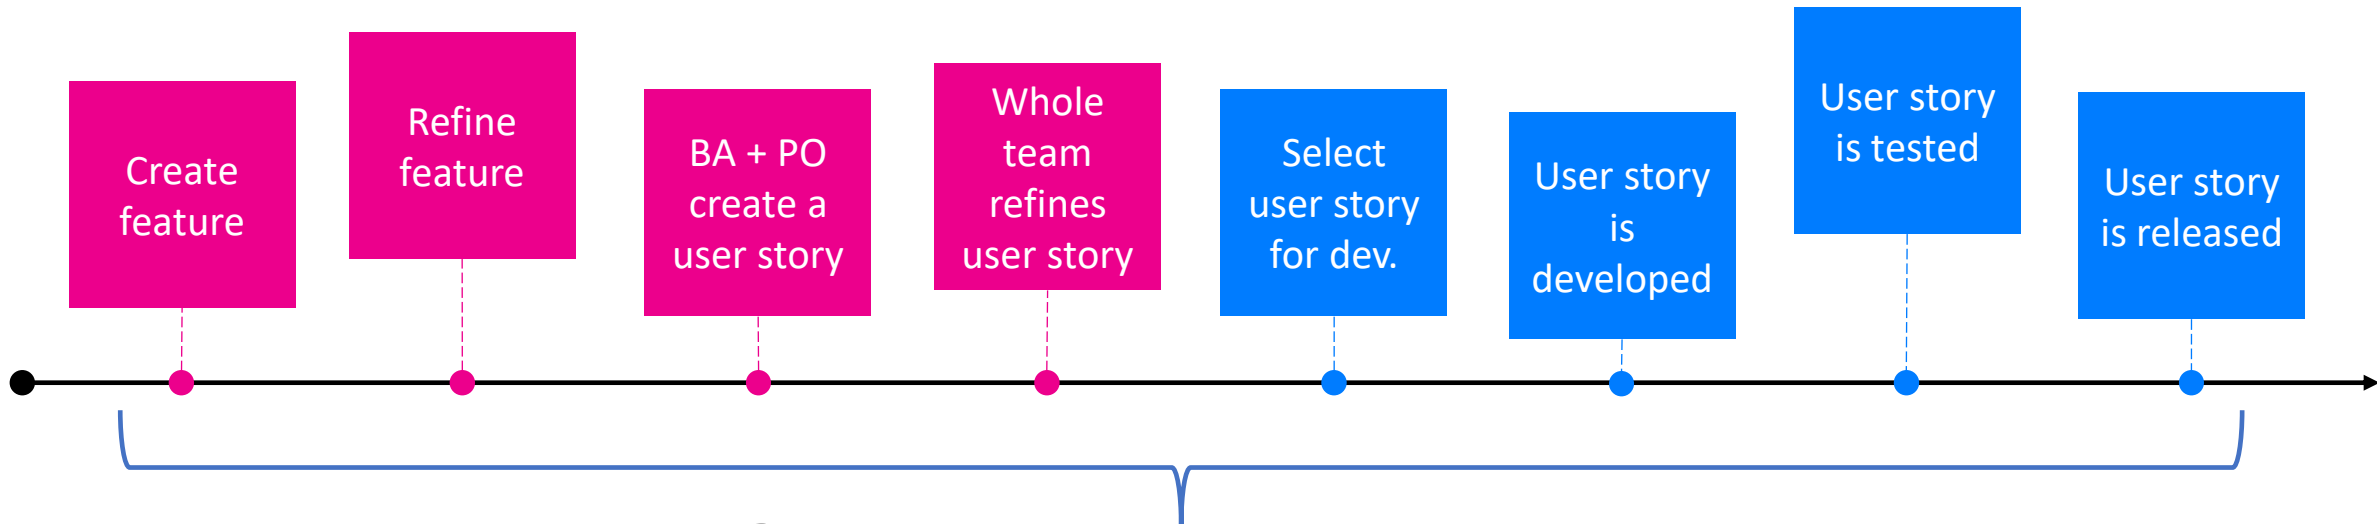 Create
feature
Refine
feature
BA + PO
create a
user story
Whole
team
refines
user story
Select
user story
for dev.
User story
is
developed
User story
is tested
User story
is released